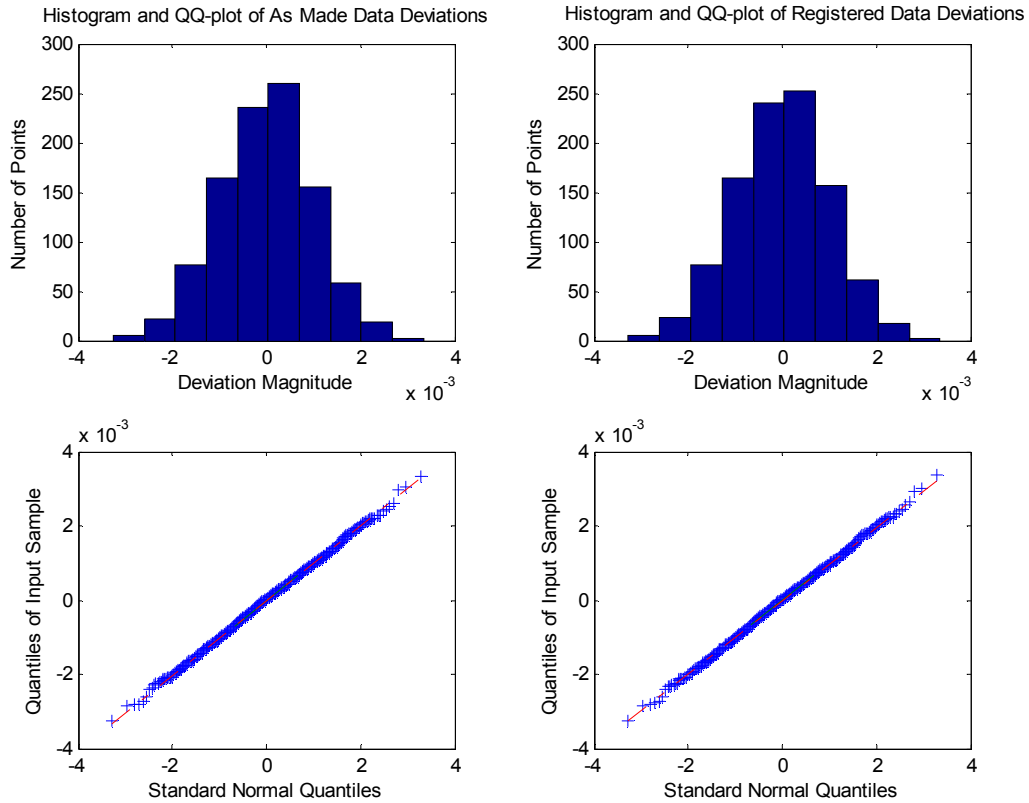 Histogram and QQ-plot of As Made Data Deviations
300
250
200
150
100
50
0
Number of Points
-4 -2 0 2 4
Deviation Magnitude
x 10^-3
Histogram and QQ-plot of Registered Data Deviations
300
250
200
150
100
50
0
Number of Points
-4 -2 0 2 4
Deviation Magnitude
x 10^-3
x 10^-3
4
2
0
-2
-4
Quantiles of Input Sample
-4 -2 0 2 4
Standard Normal Quantiles
x 10^-3
4
2
0
-2
-4
Quantiles of Input Sample
-4 -2 0 2 4
Standard Normal Quantiles